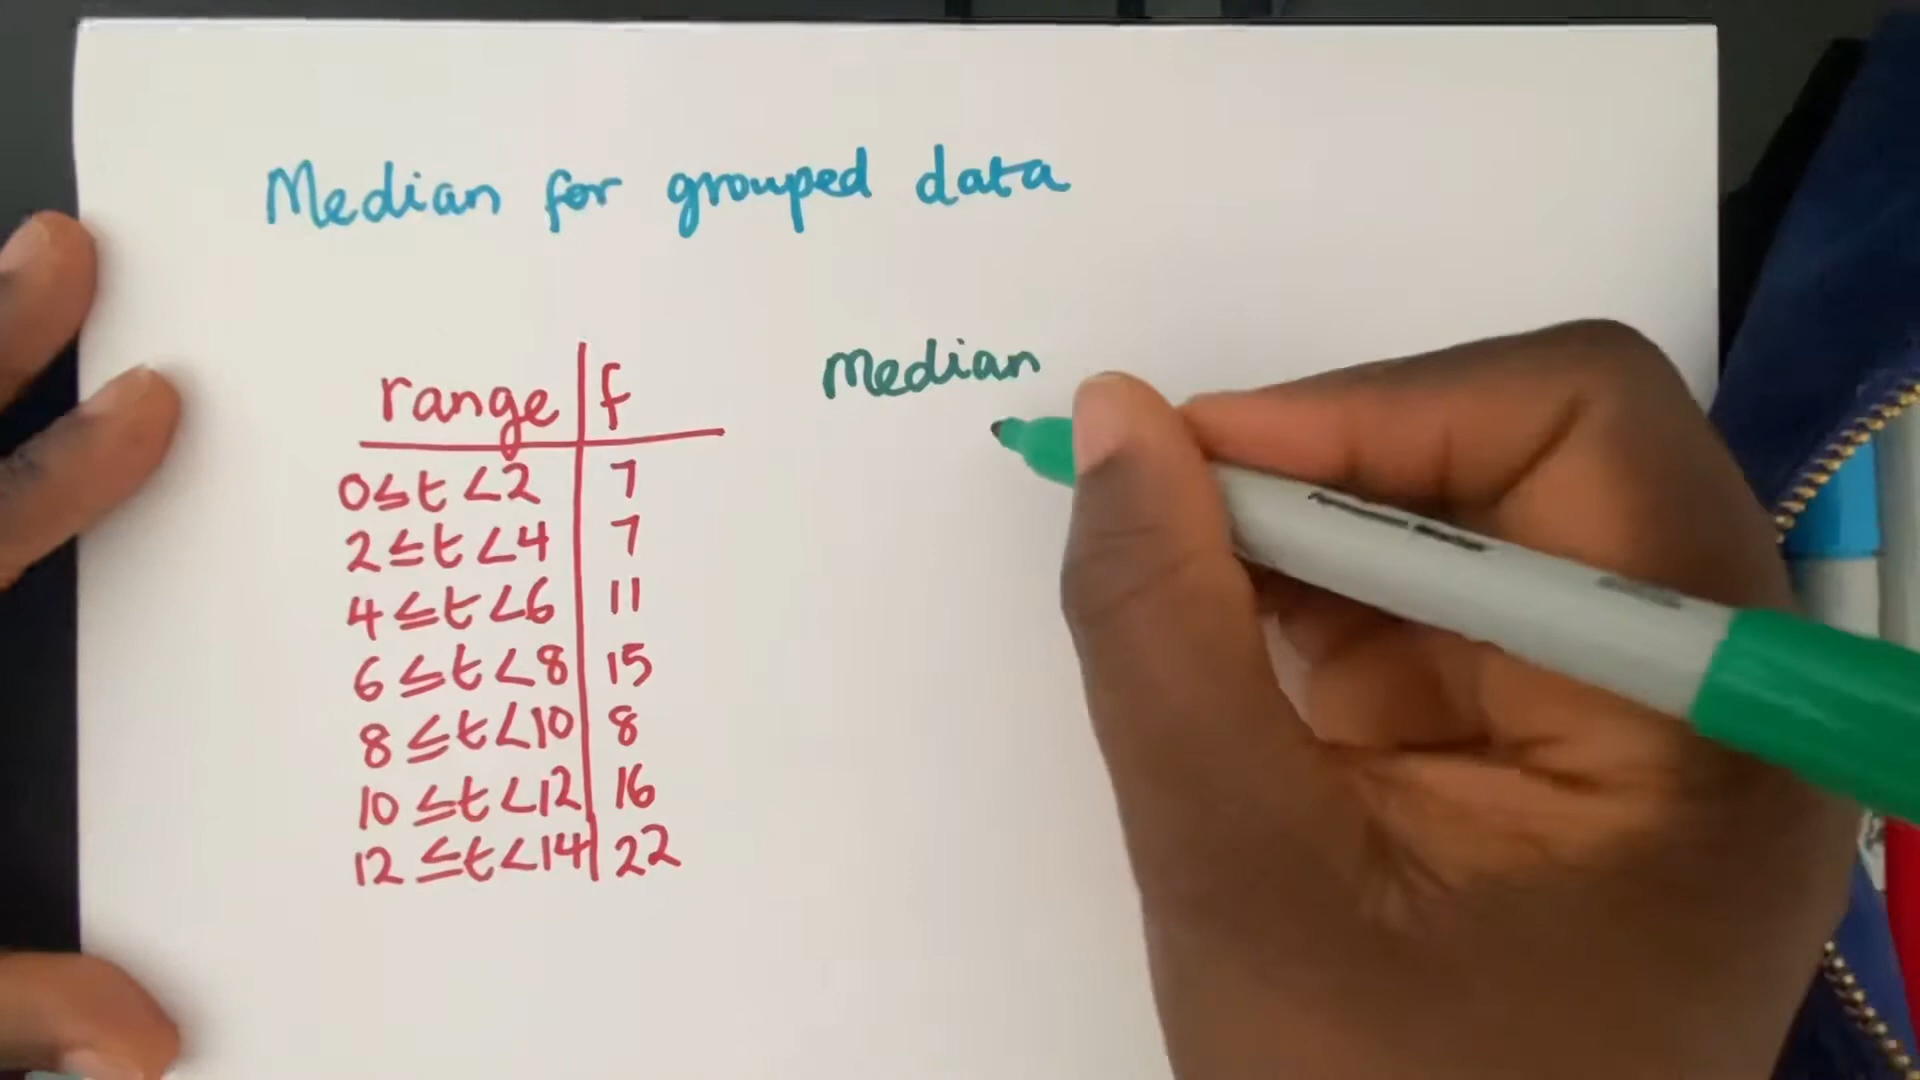 Median for grouped data
range f
0≤t<2 7
2≤t<4 7
4≤t<6 11
6≤t<8 15
8≤t<10 8
10≤t<12 16
12≤t<14 22
Median